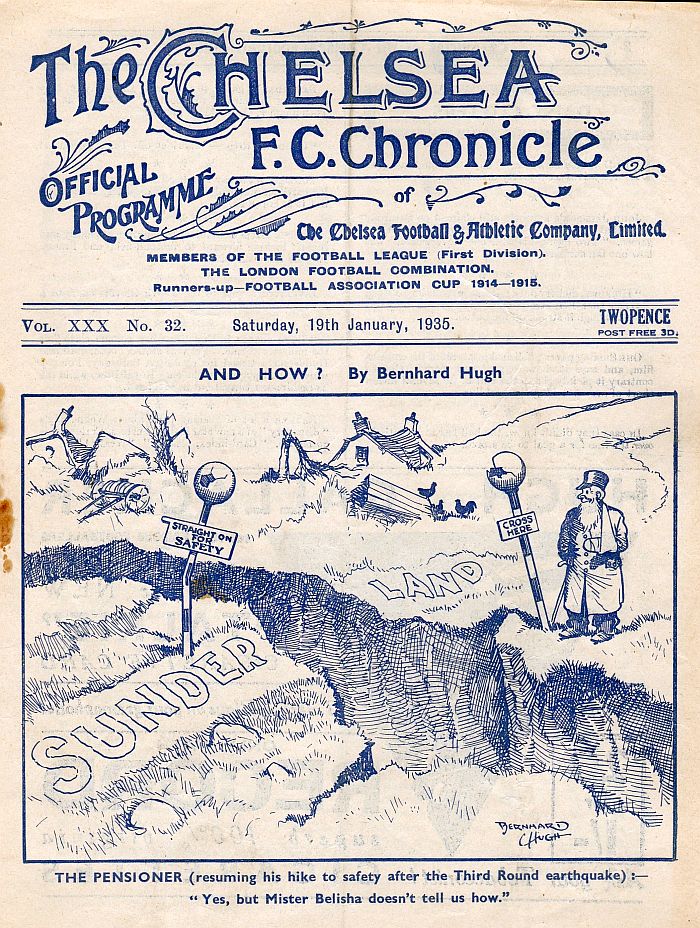 The CHELSEA
F.C. Chronicle
OFFICIAL
PROGRAMME
of
The Chelsea Football & Athletic Company, Limited.
MEMBERS OF THE FOOTBALL LEAGUE (First Division).
THE LONDON FOOTBALL COMBINATION.
Runners-up—FOOTBALL ASSOCIATION CUP 1914—1915.
VOL. XXX No. 32. Saturday, 19th January, 1935. TWOPENCE
POST FREE 3D.
AND HOW? By Bernhard Hugh
STRAIGHT ON
FOR
SAFETY
CROSS
HERE
LAND
SUNDER
BERNHARD
HUGH
THE PENSIONER (resuming his hike to safety after the Third Round earthquake) :—
" Yes, but Mister Belisha doesn't tell us how."